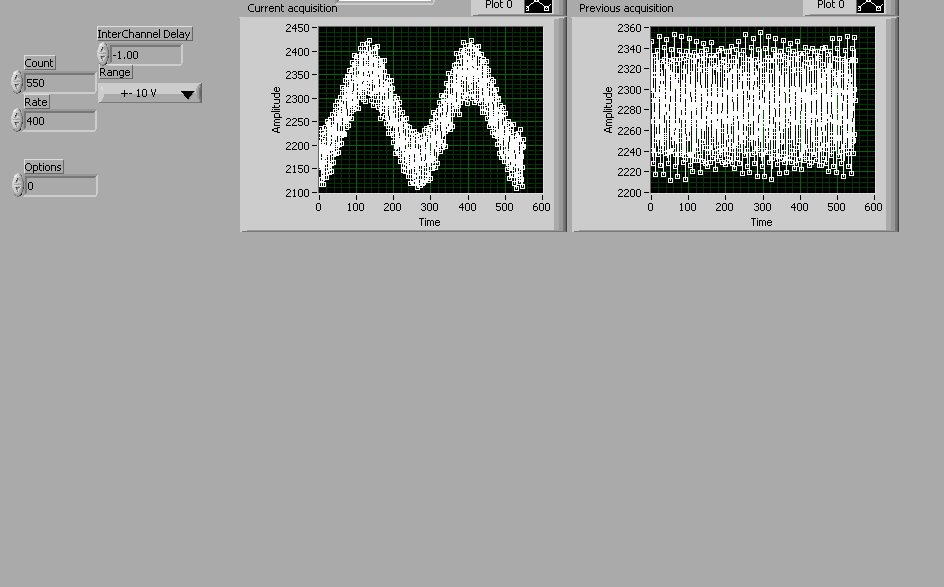 Current acquisition
Plot 0
Previous acquisition
Plot 0
InterChannel Delay
-1.00
Count
550
Range
+- 10 V
Rate
400
Options
0
2450
2400
2350
2300
2250
2200
2150
2100
Amplitude
0 100 200 300 400 500 600
Time
2360
2340
2320
2300
2280
2260
2240
2220
2200
Amplitude
0 100 200 300 400 500 600
Time